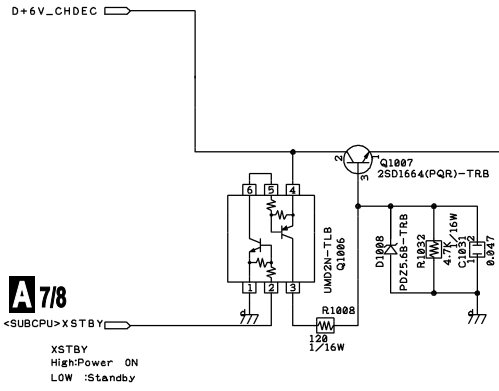 D+6V_CHDEC
2
1
Q1007
2SD1664(PQR)-TRB
3
6
5
4
UMD2N-TLB
Q1006
D1008
PDZ5.6B-TRB
R1032
4.7K
1/16W
C1031
1
2
0.047
A 7/8
1
2
3
R1008
<SUBCPU>XSTBY
120
1/16W
XSTBY
High:Power ON
LOW :Standby